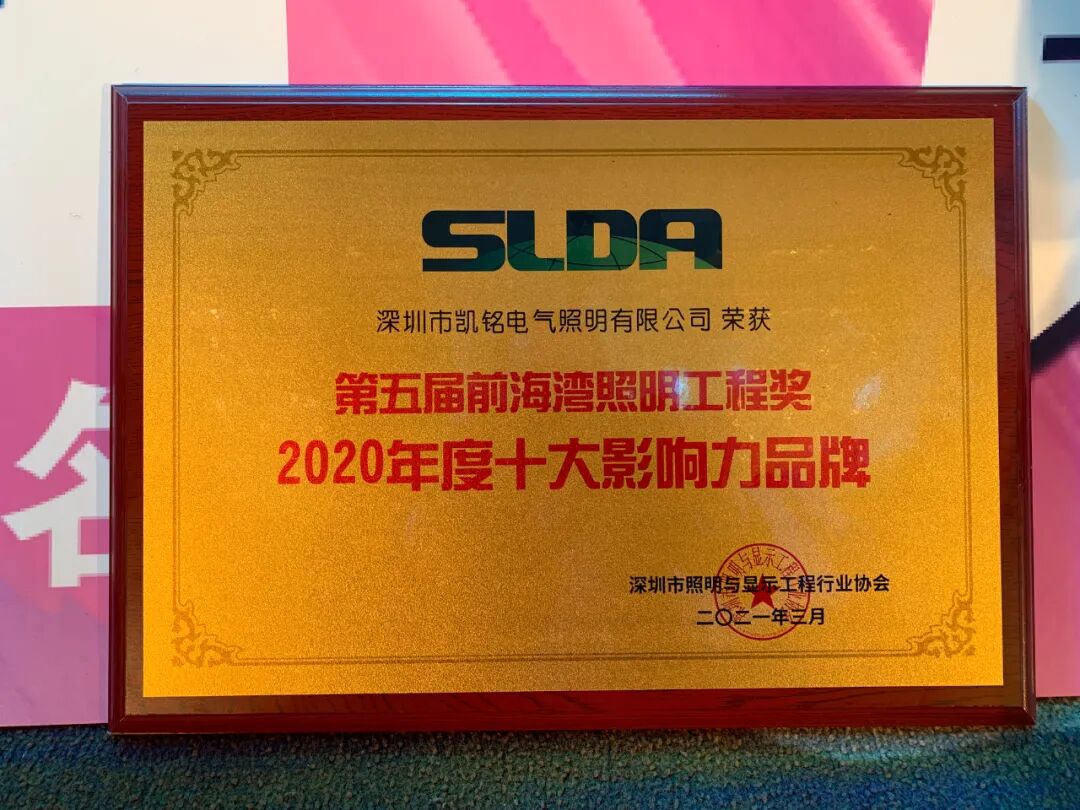 SLDA
深圳市凯铭电气照明有限公司 荣获
第五届前海湾照明工程奖
2020年度十大影响力品牌
深圳市照明与显示工程行业协会
二〇二一年三月